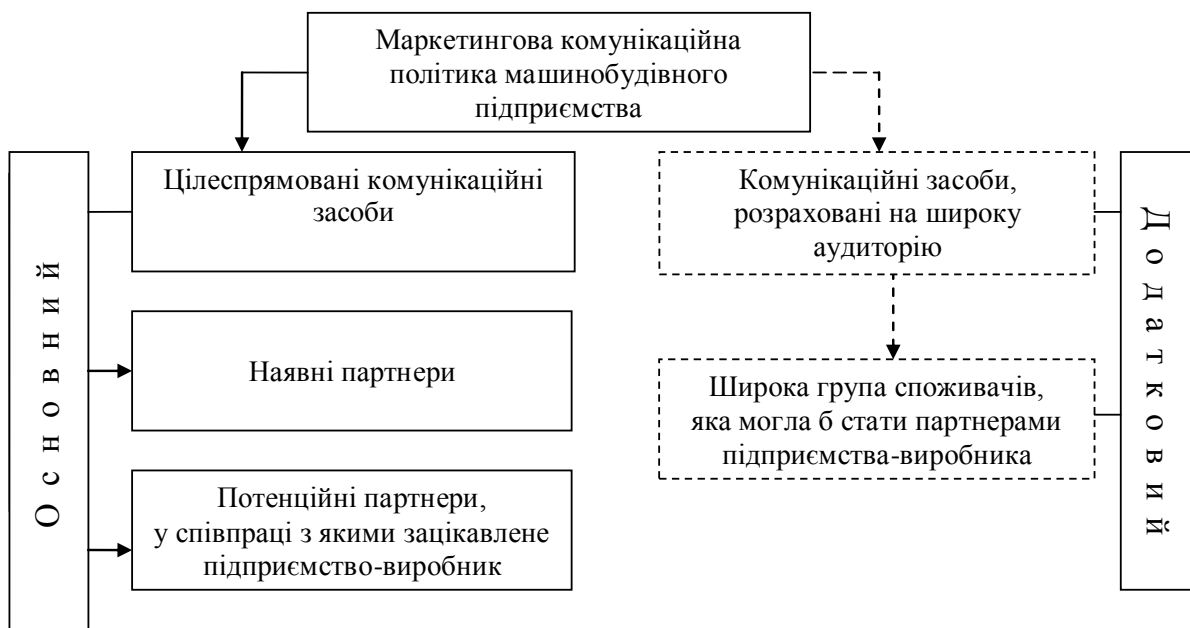 Маркетингова комунікаційна
політика машинобудівного
підприємства
Основний
Цілеспрямовані комунікаційні
засоби
Комунікаційні засоби,
розраховані на широку
аудиторію
Додатковий
Наявні партнери
Широка група споживачів,
яка могла б стати партнерами
підприємства-виробника
Потенційні партнери,
у співпраці з якими зацікавлене
підприємство-виробник